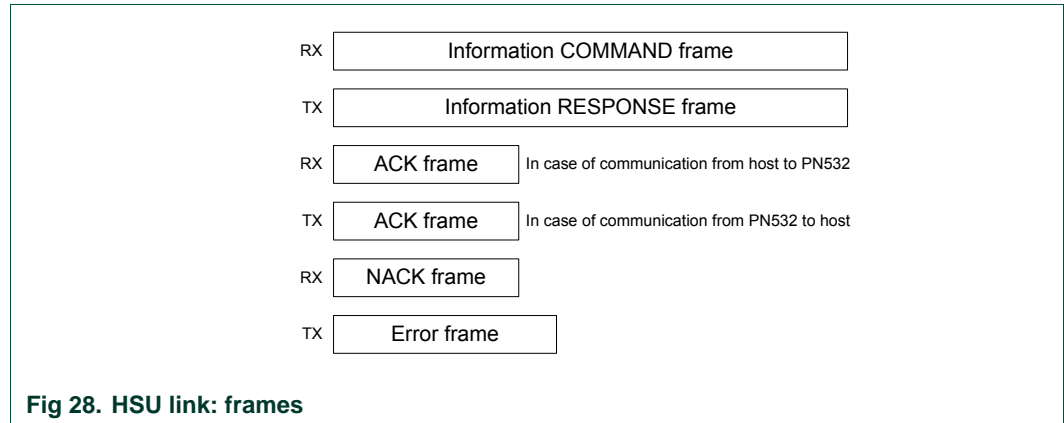 RX Information COMMAND frame
TX Information RESPONSE frame
RX ACK frame In case of communication from host to PN532
TX ACK frame In case of communication from PN532 to host
RX NACK frame
TX Error frame
Fig 28. HSU link: frames